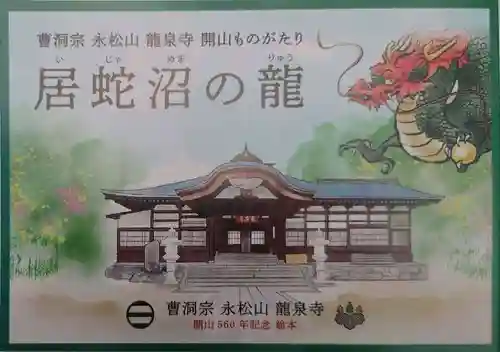 曹洞宗 永松山 龍泉寺 開山ものがたり
い じゃ ぬま りゅう
居蛇沼の龍
曹洞宗 永松山 龍泉寺
開山560年記念 繪本